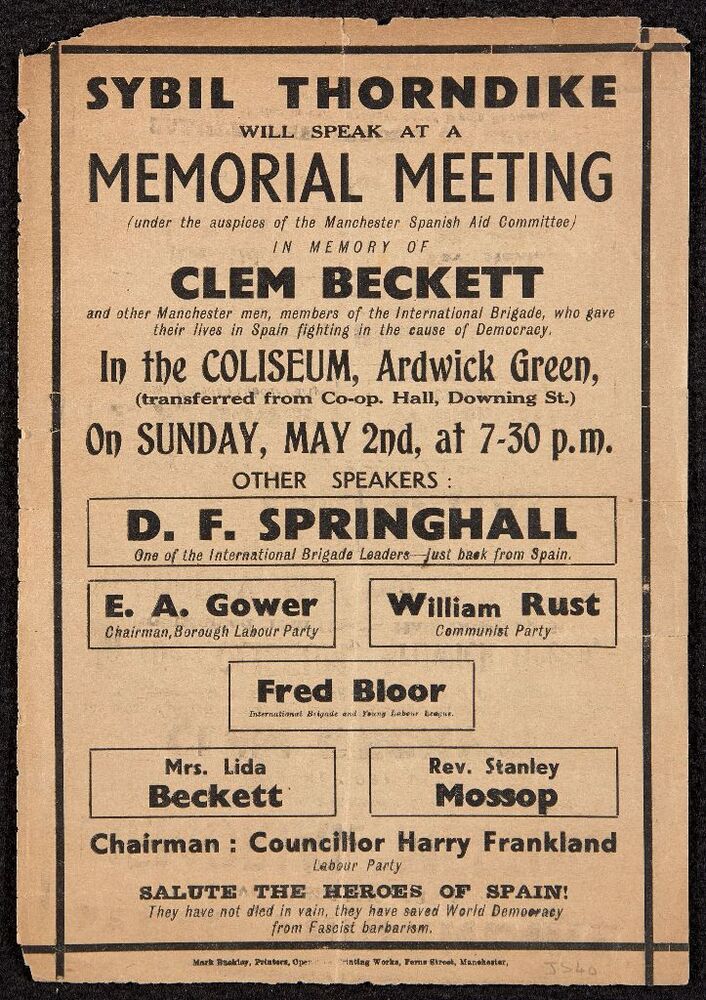 SYBIL THORNDIKE
WILL SPEAK AT A
MEMORIAL MEETING
(under the auspices of the Manchester Spanish Aid Committee)
IN MEMORY OF
CLEM BECKETT
and other Manchester men, members of the International Brigade, who gave
their lives in Spain fighting in the cause of Democracy.
In the COLISEUM, Ardwick Green,
(transferred from Co-op. Hall, Downing St.)
On SUNDAY, MAY 2nd, at 7-30 p.m.
OTHER SPEAKERS :
D. F. SPRINGHALL
One of the International Brigade Leaders—just back from Spain.
E. A. Gower
Chairman, Borough Labour Party
William Rust
Communist Party
Fred Bloor
International Brigade and Young Labour League.
Mrs. Lida
Beckett
Rev. Stanley
Mossop
Chairman : Councillor Harry Frankland
Labour Party
SALUTE THE HEROES OF SPAIN!
They have not died in vain, they have saved World Democracy
from Fascist barbarism.
Mark Buckley, Printers, Printing Works, Ferns Street, Manchester,
JS40